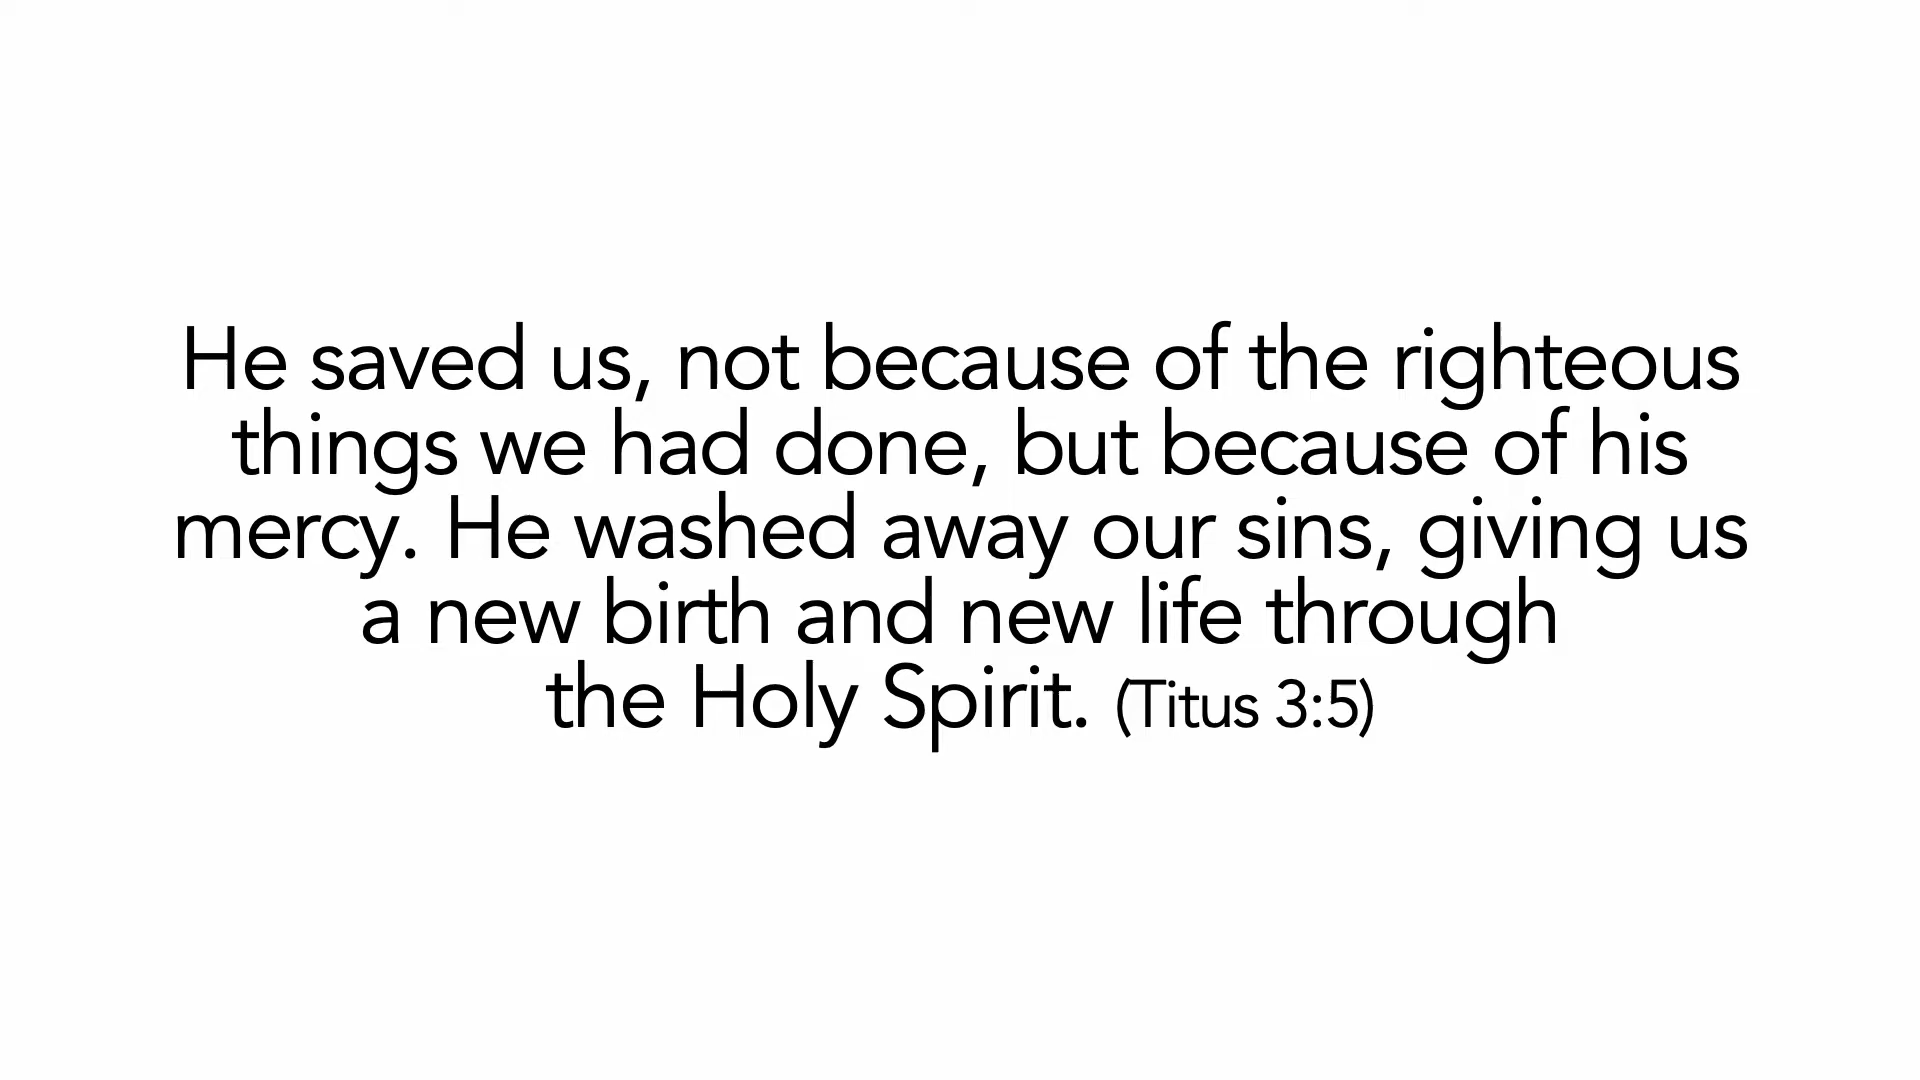 He saved us, not because of the righteous
things we had done, but because of his
mercy. He washed away our sins, giving us
a new birth and new life through
the Holy Spirit. (Titus 3:5)